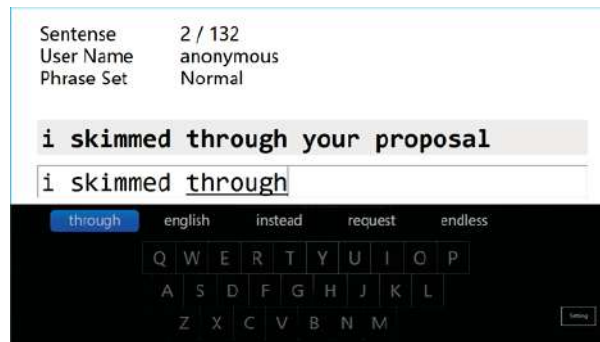 Sentense 2 / 132
User Name anonymous
Phrase Set Normal
i skimmed through your proposal
i skimmed through
through english instead request endless
Q W E R T Y U I O P
A S D F G H J K L
Z X C V B N M
Setting